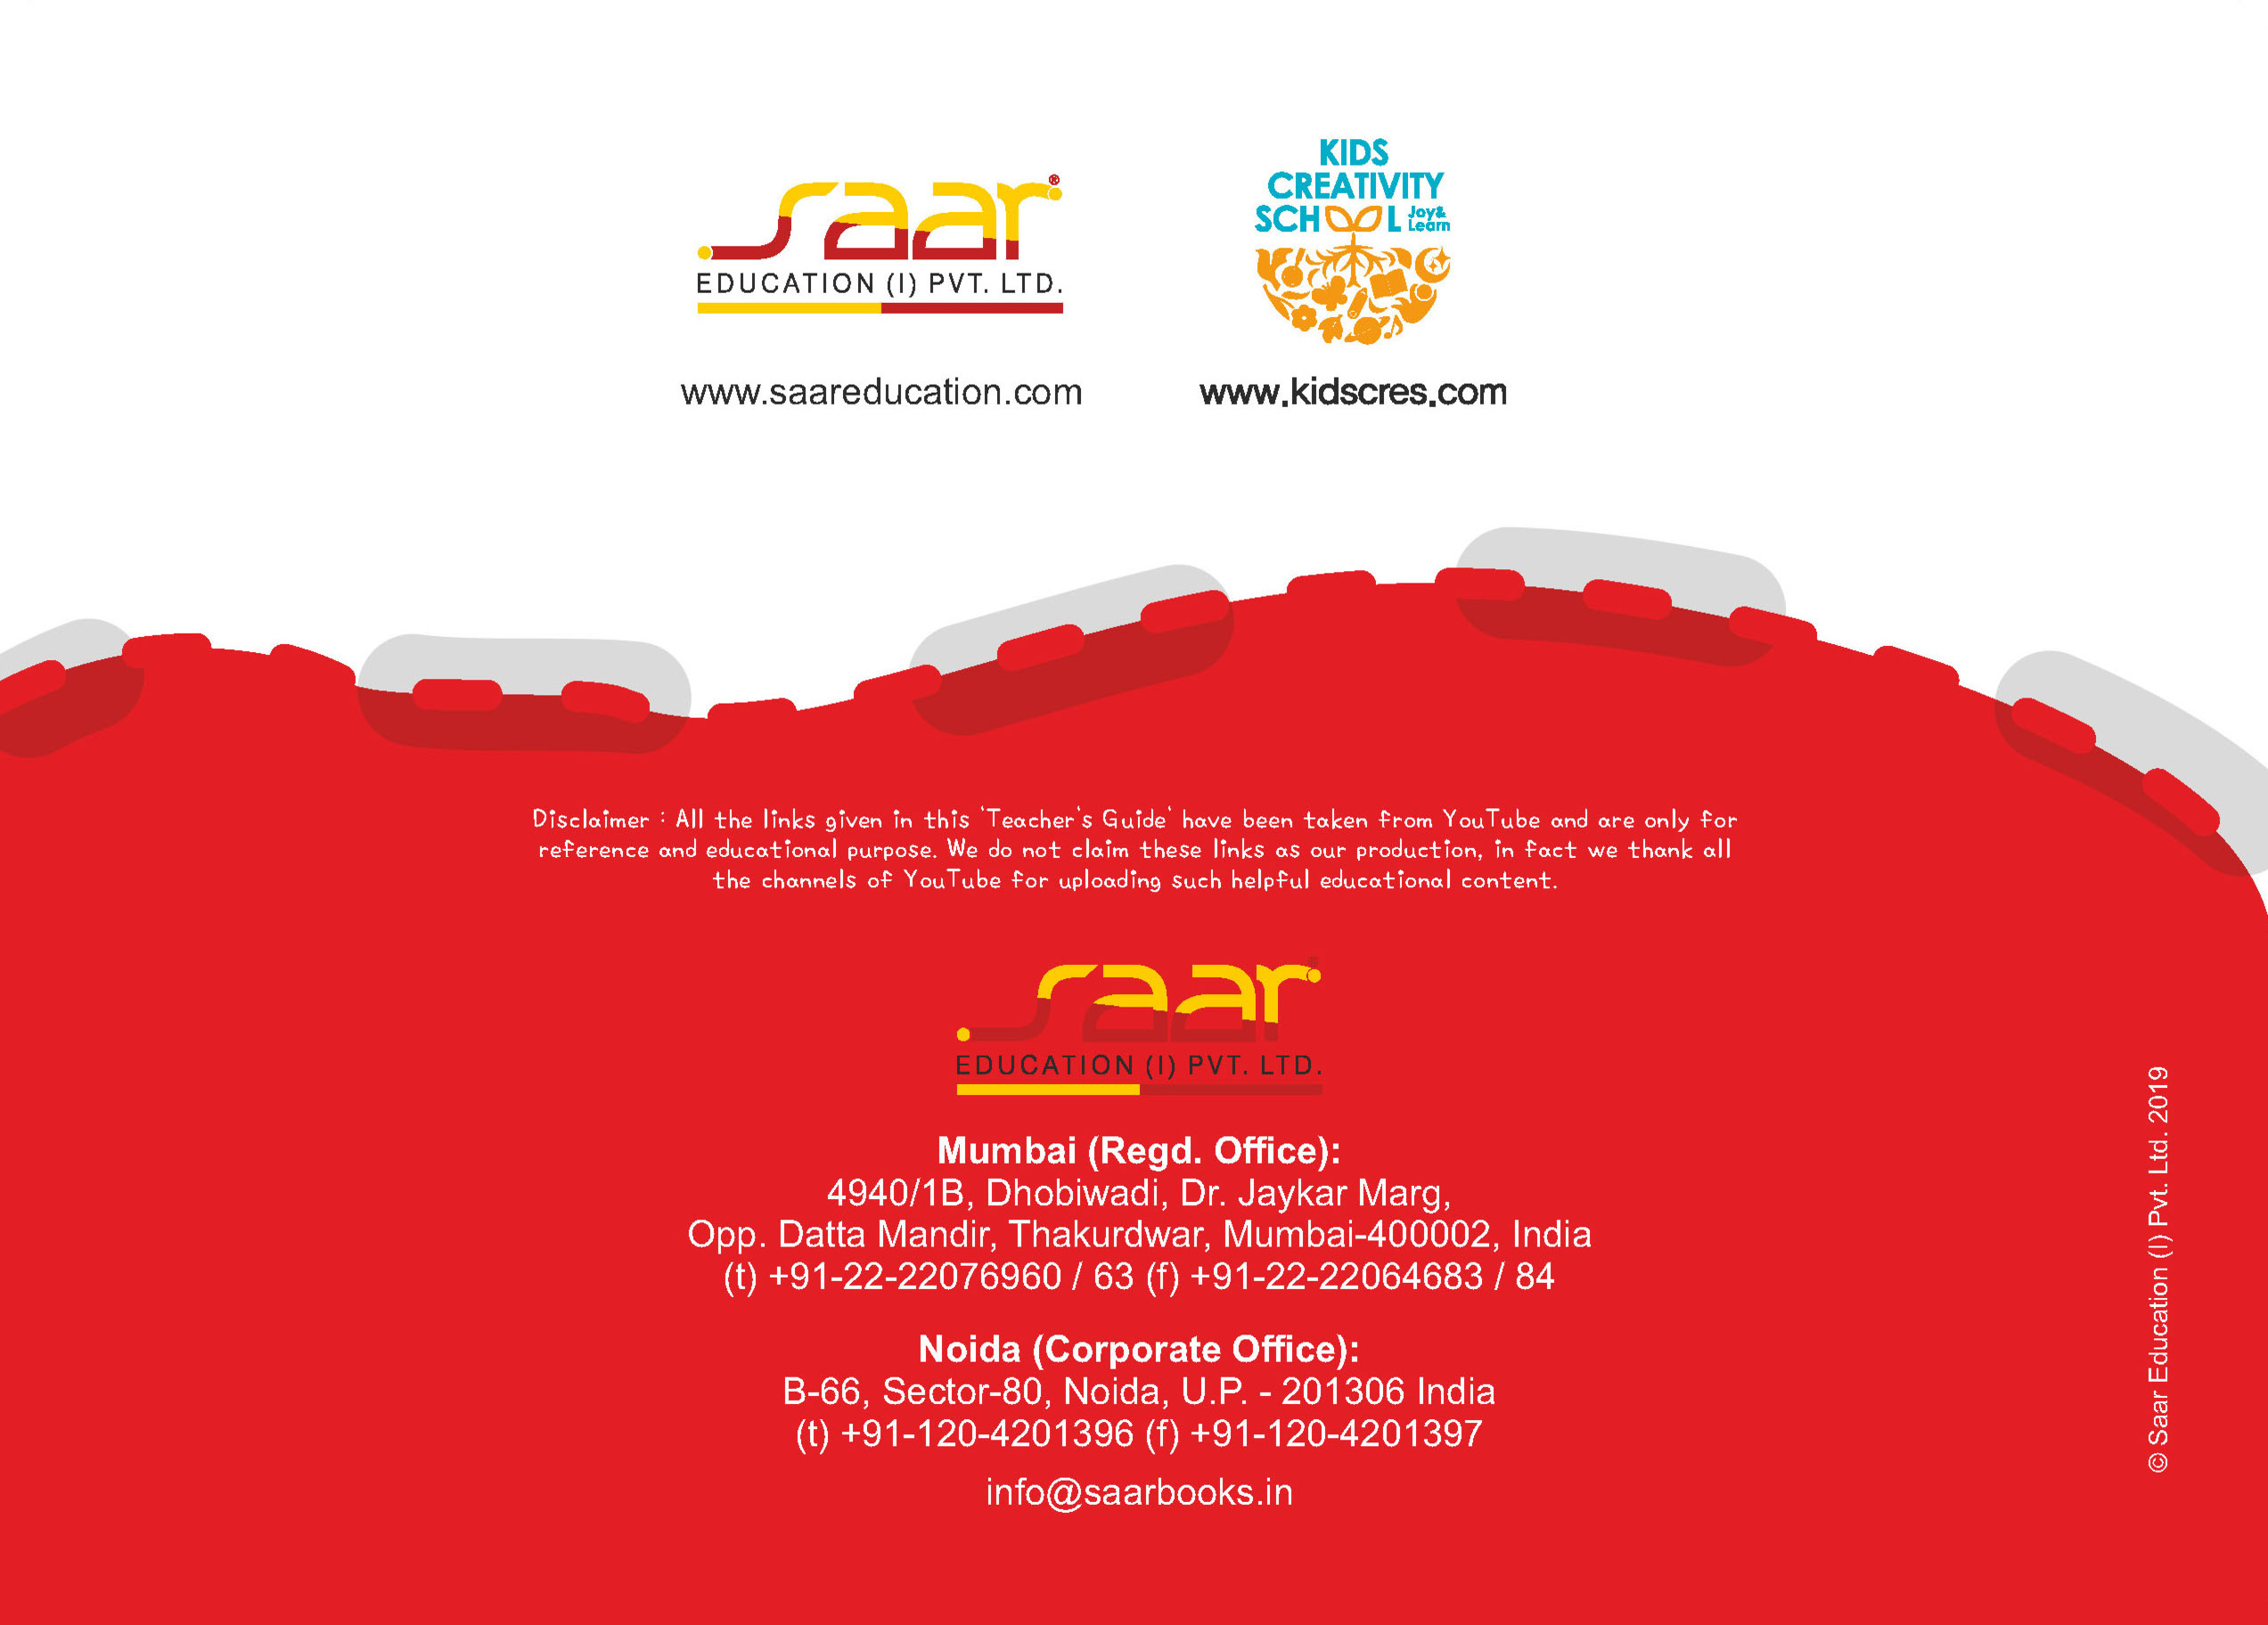 saar®
EDUCATION (I) PVT. LTD.
www.saareducation.com
KIDS
CREATIVITY
SCHOOL Joy&
Learn
www.kidscres.com
Disclaimer : All the links given in this 'Teacher's Guide' have been taken from YouTube and are only for
reference and educational purpose. We do not claim these links as our production, in fact we thank all
the channels of YouTube for uploading such helpful educational content.
saar
EDUCATION (I) PVT. LTD.
Mumbai (Regd. Office):
4940/1B, Dhobiwadi, Dr. Jaykar Marg,
Opp. Datta Mandir, Thakurdwar, Mumbai-400002, India
(t) +91-22-22076960 / 63 (f) +91-22-22064683 / 84
Noida (Corporate Office):
B-66, Sector-80, Noida, U.P. - 201306 India
(t) +91-120-4201396 (f) +91-120-4201397
info@saarbooks.in
© Saar Education (I) Pvt. Ltd. 2019